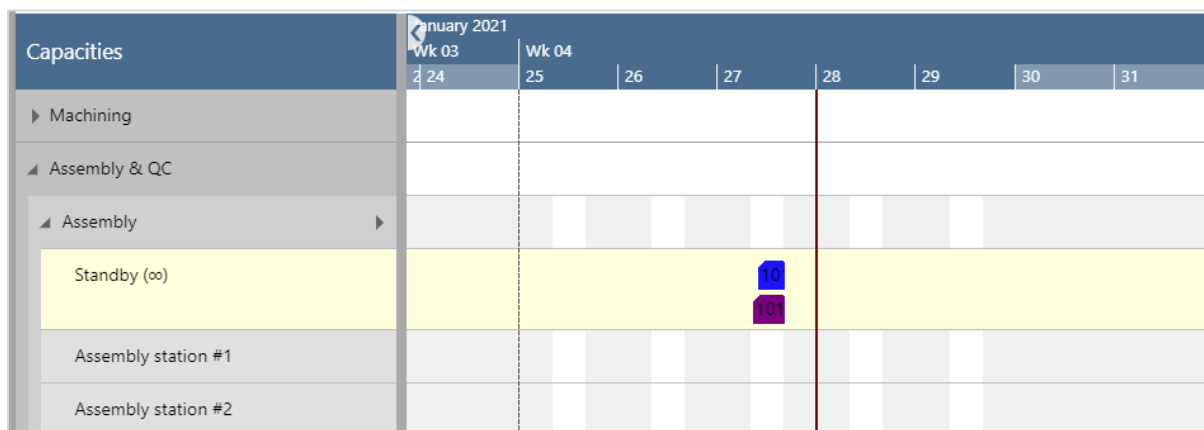 Capacities
January 2021
Wk 03 Wk 04
24 25 26 27 28 29 30 31
Machining
Assembly & QC
Assembly
Standby (∞)
10
101
Assembly station #1
Assembly station #2